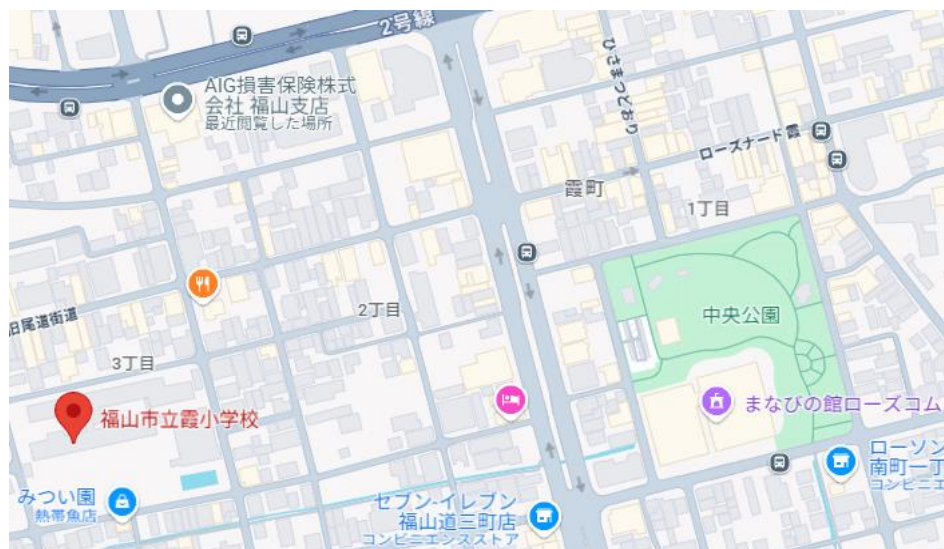 2号線
AIG損害保険株式
会社 福山支店
最近閲覧した場所
ひさまつどおり
ローズナード霞
霞町
1丁目
旧尾道街道
2丁目
中央公園
3丁目
福山市立霞小学校
まなびの館ローズコム
ローソン
南町一丁
コンビニエ
みつい園
熱帯魚店
セブン-イレブン
福山道三町店
コンビニエンスストア